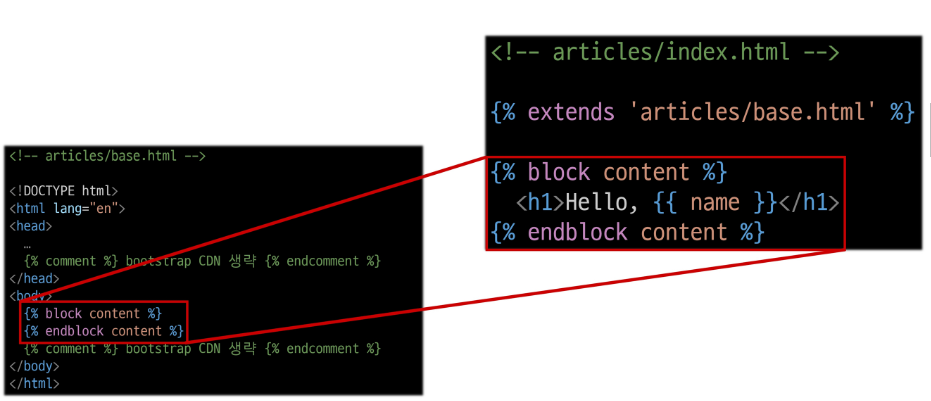 <!-- articles/base.html -->
<!DOCTYPE html>
<html lang="en">
<head>
…
{% comment %} bootstrap CDN 생략 {% endcomment %}
</head>
<body>
{% block content %}
{% endblock content %}
{% comment %} bootstrap CDN 생략 {% endcomment %}
</body>
</html>
<!-- articles/index.html -->
{% extends 'articles/base.html' %}
{% block content %}
<h1>Hello, {{ name }}</h1>
{% endblock content %}